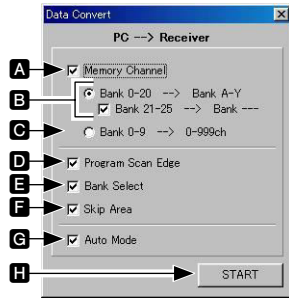 Data Convert
PC --> Receiver
A Memory Channel
B Bank 0-20 --> Bank A-Y
Bank 21-25 --> Bank ---
C Bank 0-9 --> 0-999ch
D Program Scan Edge
E Bank Select
F Skip Area
G Auto Mode
H START